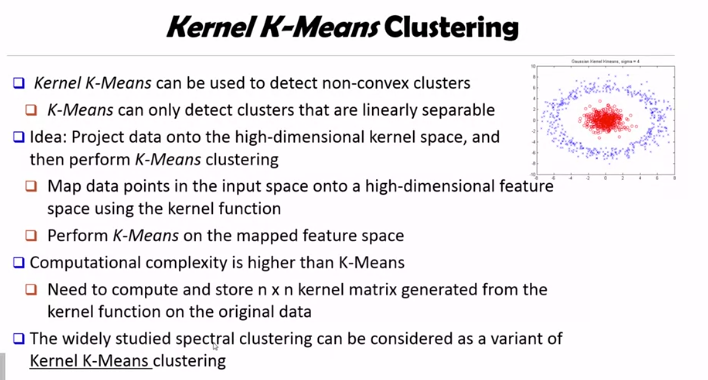 Kernel K-Means Clustering
Gaussian Kernel Kmeans, sigma = 4
Kernel K-Means can be used to detect non-convex clusters
K-Means can only detect clusters that are linearly separable
Idea: Project data onto the high-dimensional kernel space, and
then perform K-Means clustering
Map data points in the input space onto a high-dimensional feature
space using the kernel function
Perform K-Means on the mapped feature space
Computational complexity is higher than K-Means
Need to compute and store n x n kernel matrix generated from the
kernel function on the original data
The widely studied spectral clustering can be considered as a variant of
Kernel K-Means clustering